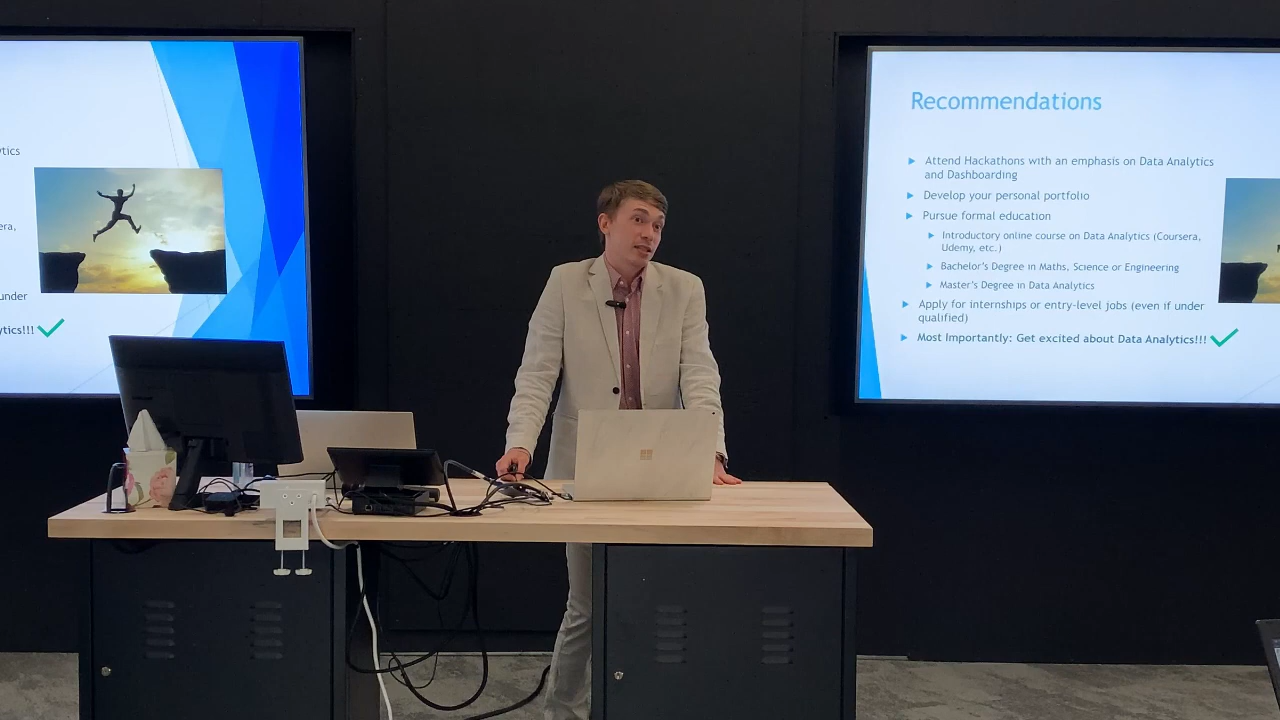 ytics
era,
under
ytics!!!
Recommendations
Attend Hackathons with an emphasis on Data Analytics
and Dashboarding
Develop your personal portfolio
Pursue formal education
Introductory online course on Data Analytics (Coursera,
Udemy, etc.)
Bachelor's Degree in Maths, Science or Engineering
Master's Degree in Data Analytics
Apply for internships or entry-level jobs (even if under
qualified)
Most Importantly: Get excited about Data Analytics!!!